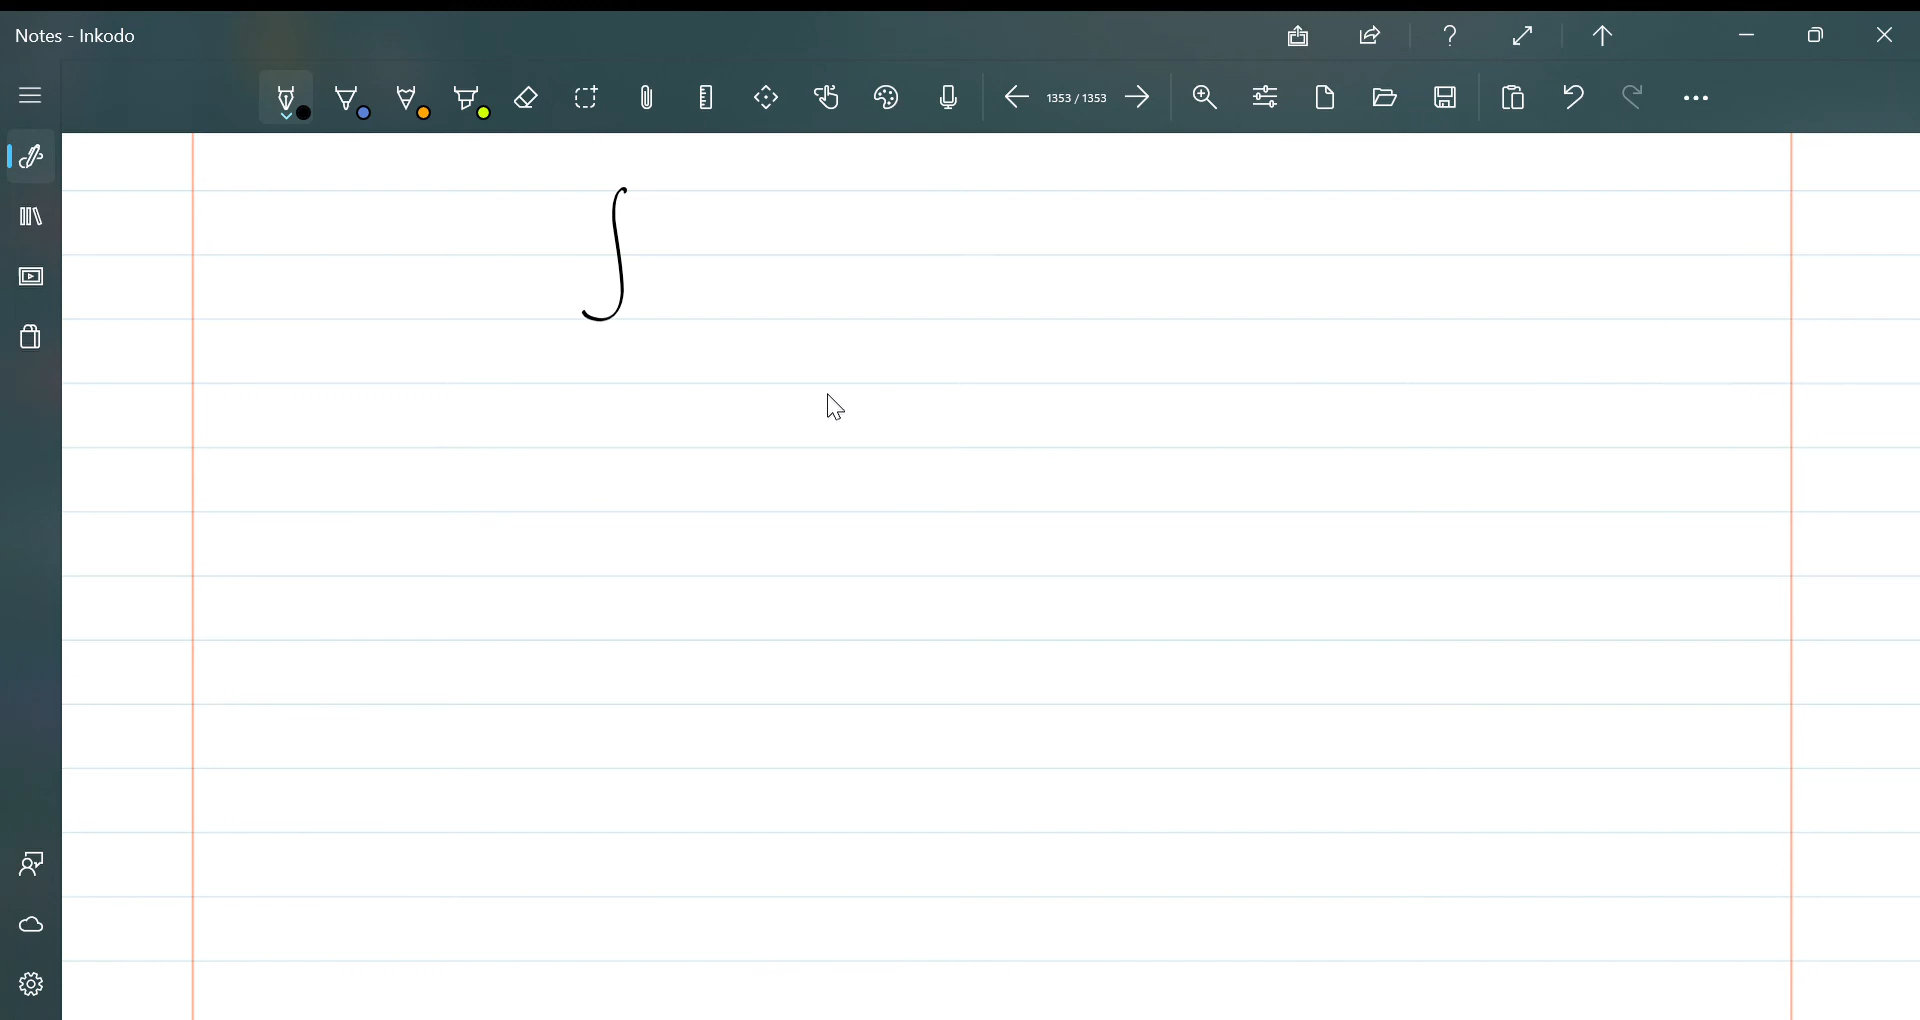 Notes - Inkodo
1353 / 1353
∫